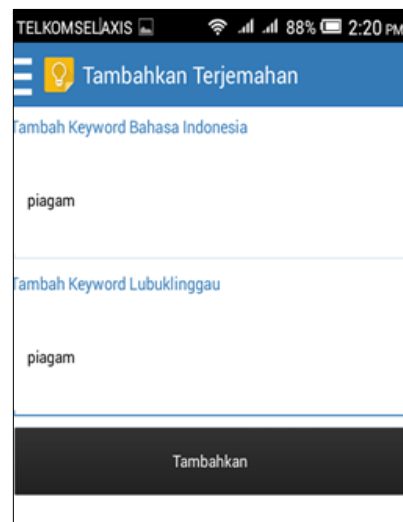 TELKOMSEL|AXIS 88% 2:20 PM
Tambahkan Terjemahan
Tambah Keyword Bahasa Indonesia
piagam
Tambah Keyword Lubuklinggau
piagam
Tambahkan